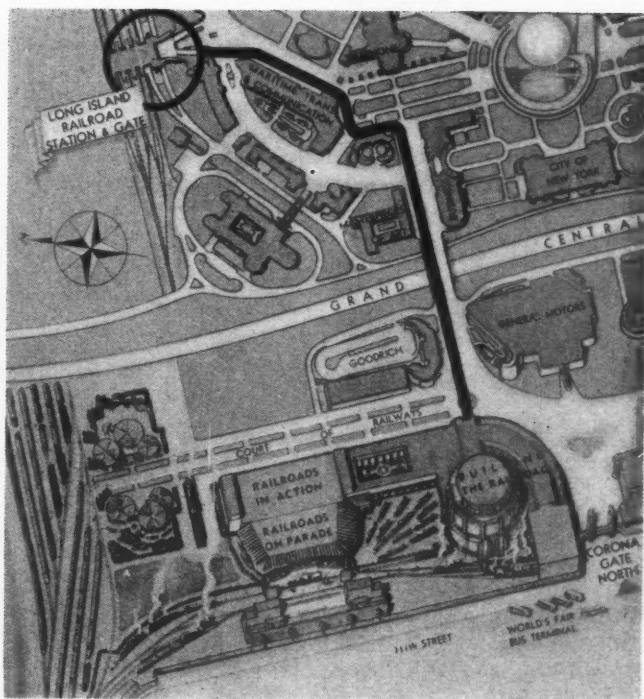 LONG ISLAND
RAILROAD
STATION & GATE
MARITIME TRANS
& COMMUNICATION
CITY OF
NEW YORK
GRAND
CENTRAL
GENERAL MOTORS
GOODRICH
COURT
OF
RAILWAYS
RAILROADS
IN ACTION
RAILROADS
ON PARADE
CORONA
GATE
NORTH
WORLD'S FAIR
BUS TERMINAL
111th STREET